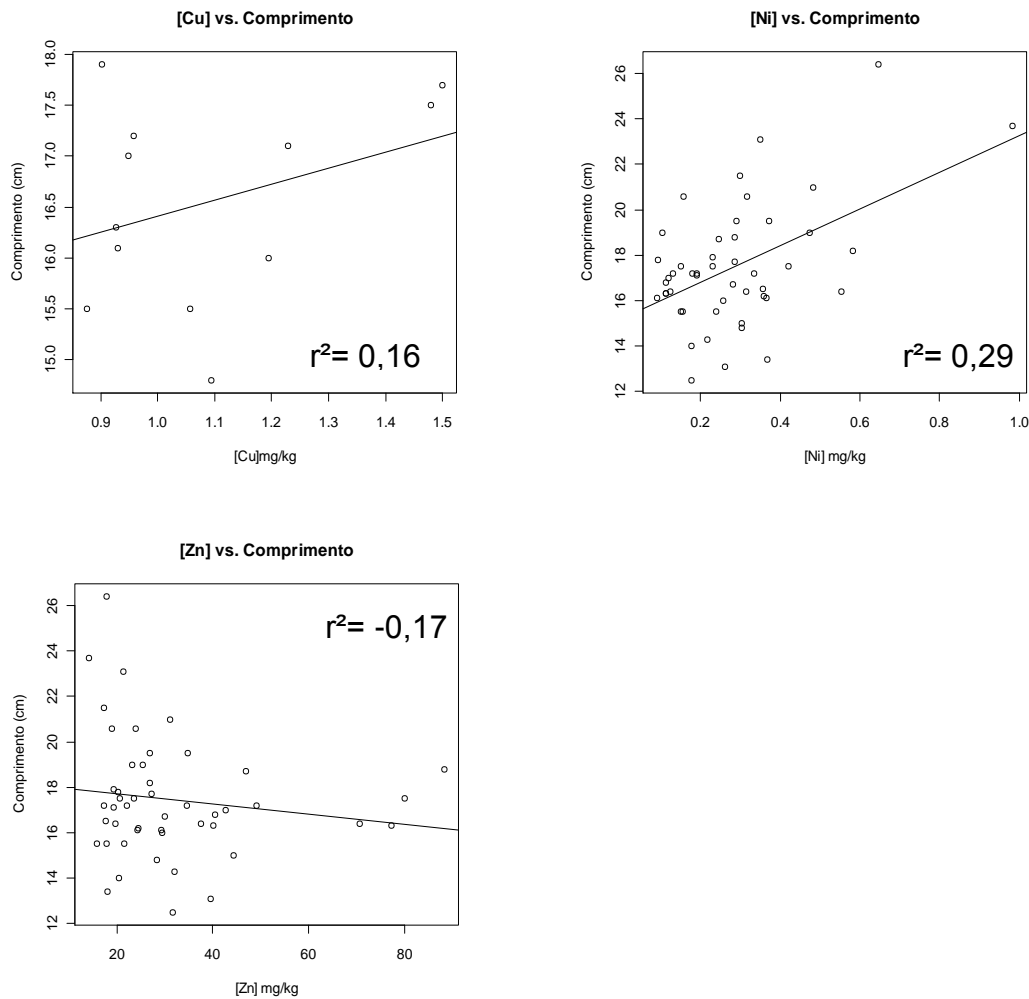 [Cu] vs. Comprimento
Comprimento (cm)
18.0
17.5
17.0
16.5
16.0
15.5
15.0
r²= 0,16
0.9 1.0 1.1 1.2 1.3 1.4 1.5
[Cu]mg/kg
[Ni] vs. Comprimento
Comprimento (cm)
26
24
22
20
18
16
14
12
r²= 0,29
0.2 0.4 0.6 0.8 1.0
[Ni] mg/kg
[Zn] vs. Comprimento
Comprimento (cm)
26
24
22
20
18
16
14
12
r²= -0,17
20 40 60 80
[Zn] mg/kg